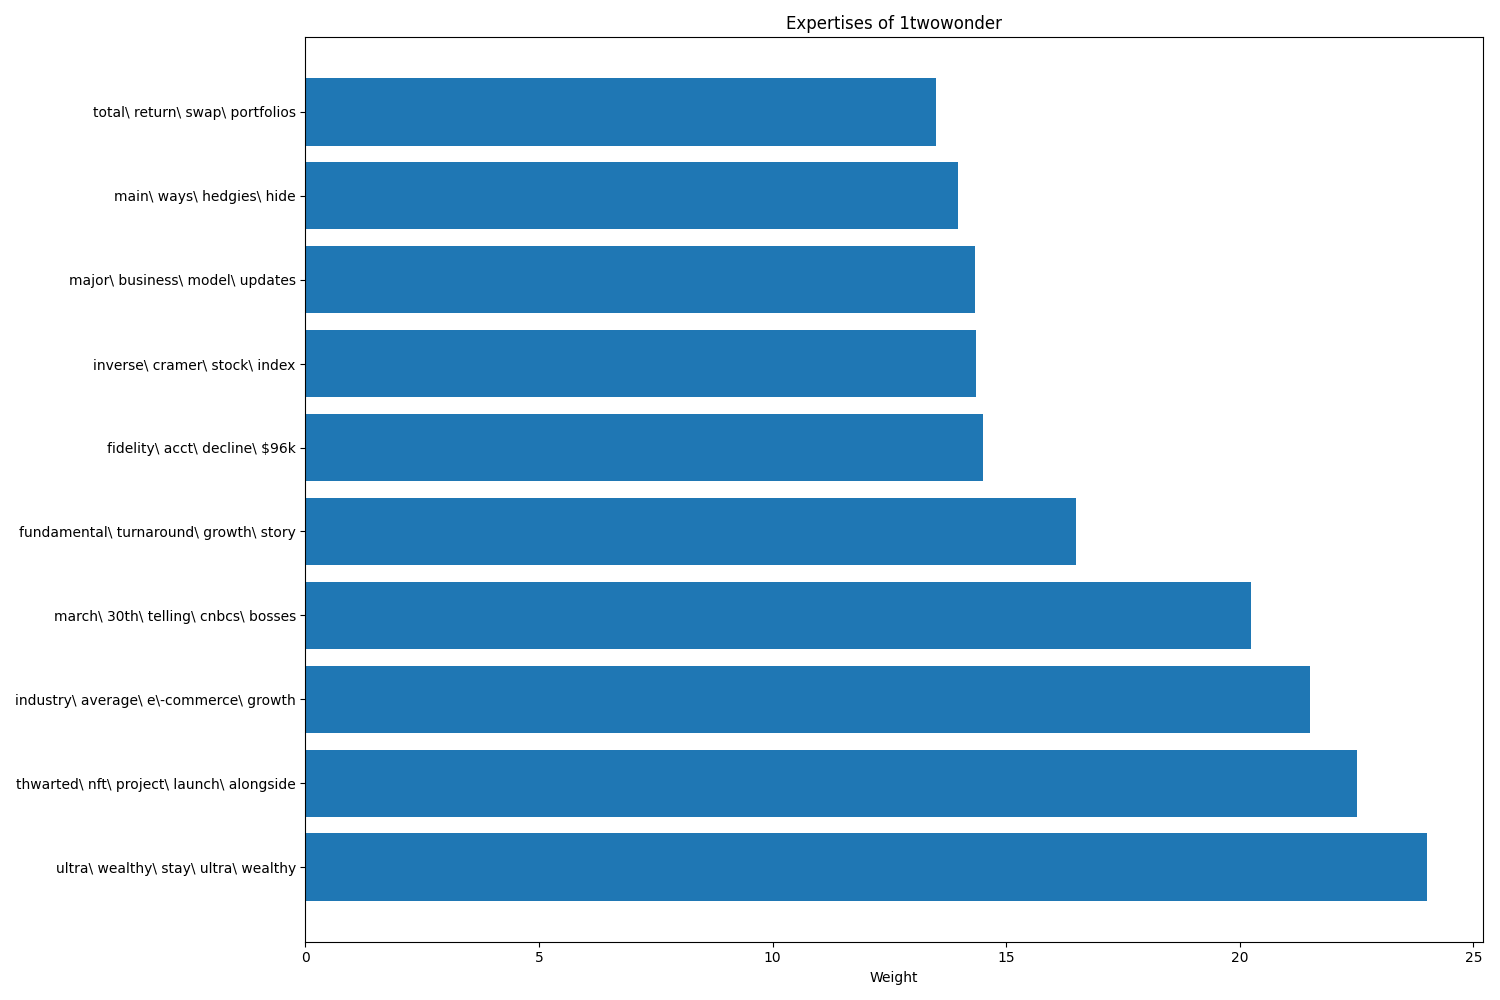 Expertises of 1twowonder
total\ return\ swap\ portfolios
main\ ways\ hedgies\ hide
major\ business\ model\ updates
inverse\ cramer\ stock\ index
fidelity\ acct\ decline\ $96k
fundamental\ turnaround\ growth\ story
march\ 30th\ telling\ cnbcs\ bosses
industry\ average\ e\-commerce\ growth
thwarted\ nft\ project\ launch\ alongside
ultra\ wealthy\ stay\ ultra\ wealthy
0 5 10 15 20 25
Weight